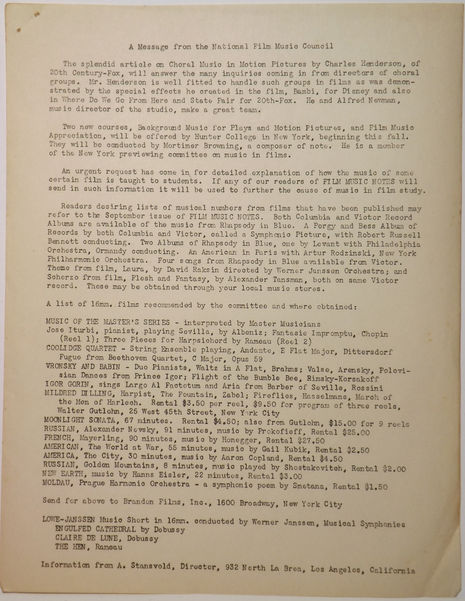 A Message from the National Film Music Council
The splendid article on Choral Music in Motion Pictures by Charles Henderson, of
20th Century-Fox, will answer the many inquiries coming in from directors of choral
groups. Mr. Henderson is well fitted to handle such groups in films as was demon-
strated by the special effects he created in the film, Bambi, for Disney and also
in Where Do We Go From Here and State Fair for 20th-Fox. He and Alfred Newman,
music director of the studio, make a great team.
Two new courses, Background Music for Plays and Motion Pictures, and Film Music
Appreciation, will be offered by Hunter College in New York, beginning this fall.
They will be conducted by Mortimer Browning, a composer of note. He is a member
of the New York previewing committee on music in films.
An urgent request has come in for detailed explanation of how the music of some
certain film is taught to students. If any of our readers of FILM MUSIC NOTES will
send in such information it will be used to further the cause of music in film study.
Readers desiring lists of musical numbers from films that have been published may
refer to the September issue of FILM MUSIC NOTES. Both Columbia and Victor Record
Albums are available of the music from Rhapsody in Blue. A Porgy and Bess Album of
Records by both Columbia and Victor, called a Symphonic Picture, with Robert Russell
Bennett conducting. Two Albums of Rhapsody in Blue, one by Levant with Philadelphia
Orchestra, Ormandy conducting. An American in Paris with Artur Rodzinski, New York
Philharmonic Orchestra. Four songs from Rhapsody in Blue available from Victor.
Theme from film, Laura, by David Raksin directed by Werner Janssen Orchestra; and
Scherzo from film, Flesh and Fantasy, by Alexander Tansman, both on same Victor
record. These may be obtained through your local music stores.
A list of 16mm. films recommended by the committee and where obtained:
MUSIC OF THE MASTER'S SERIES - interpreted by Master Musicians
Jose Iturbi, pianist, playing Sevilla, by Albeniz; Fantasie Impromptu, Chopin
(Reel 1); Three Pieces for Harpsichord by Rameau (Reel 2)
COOLIDGE QUARTET - String Ensemble playing, Andante, E Flat Major, Dittersdorf
Fugue from Beethoven Quartet, C Major, Opus 59
VRONSKY AND BABIN - Duo Pianists, Waltz in A Flat, Brahms; Valse, Arensky, Polovi-
sian Dances from Prince Igor; Flight of the Bumble Bee, Rimsky-Korsakoff
IGOR GORIN, sings Largo Al Factotum and Aria from Barber of Seville, Rossini
MILDRED DILLING, Harpist, The Fountain, Zabel; Fireflies, Hasselmans, March of
the Men of Harlech. Rental $3.50 per reel, $9.50 for program of three reels,
Walter Gutlohn, 25 West 45th Street, New York City
MOONLIGHT SONATA, 67 minutes. Rental $4.50; also from Gutlohn, $15.00 for 9 reels
RUSSIAN, Alexander Nevsky, 91 minutes, music by Prokofieff, Rental $25.00
FRENCH, Mayerling, 90 minutes, music by Honegger, Rental $27.50
AMERICAN, The World at War, 55 minutes, music by Gail Kubik, Rental $2.50
AMERICA, The City, 30 minutes, music by Aaron Copland, Rental $4.50
RUSSIAN, Golden Mountains, 8 minutes, music played by Shostakovitch, Rental $2.00
NEW EARTH, music by Hanns Eisler, 22 minutes, Rental $3.00
MOLDAU, Prague Harmonic Orchestra - a symphonic poem by Smetana, Rental $1.50
Send for above to Brandon Films, Inc., 1600 Broadway, New York City
LOWE-JANSSEN Music Short in 16mm. conducted by Werner Janssen, Musical Symphonies
ENGULFED CATHEDRAL by Debussy
CLAIRE DE LUNE, Debussy
THE HEN, Rameau
Information from A. Stansvold, Director, 932 North La Brea, Los Angeles, California